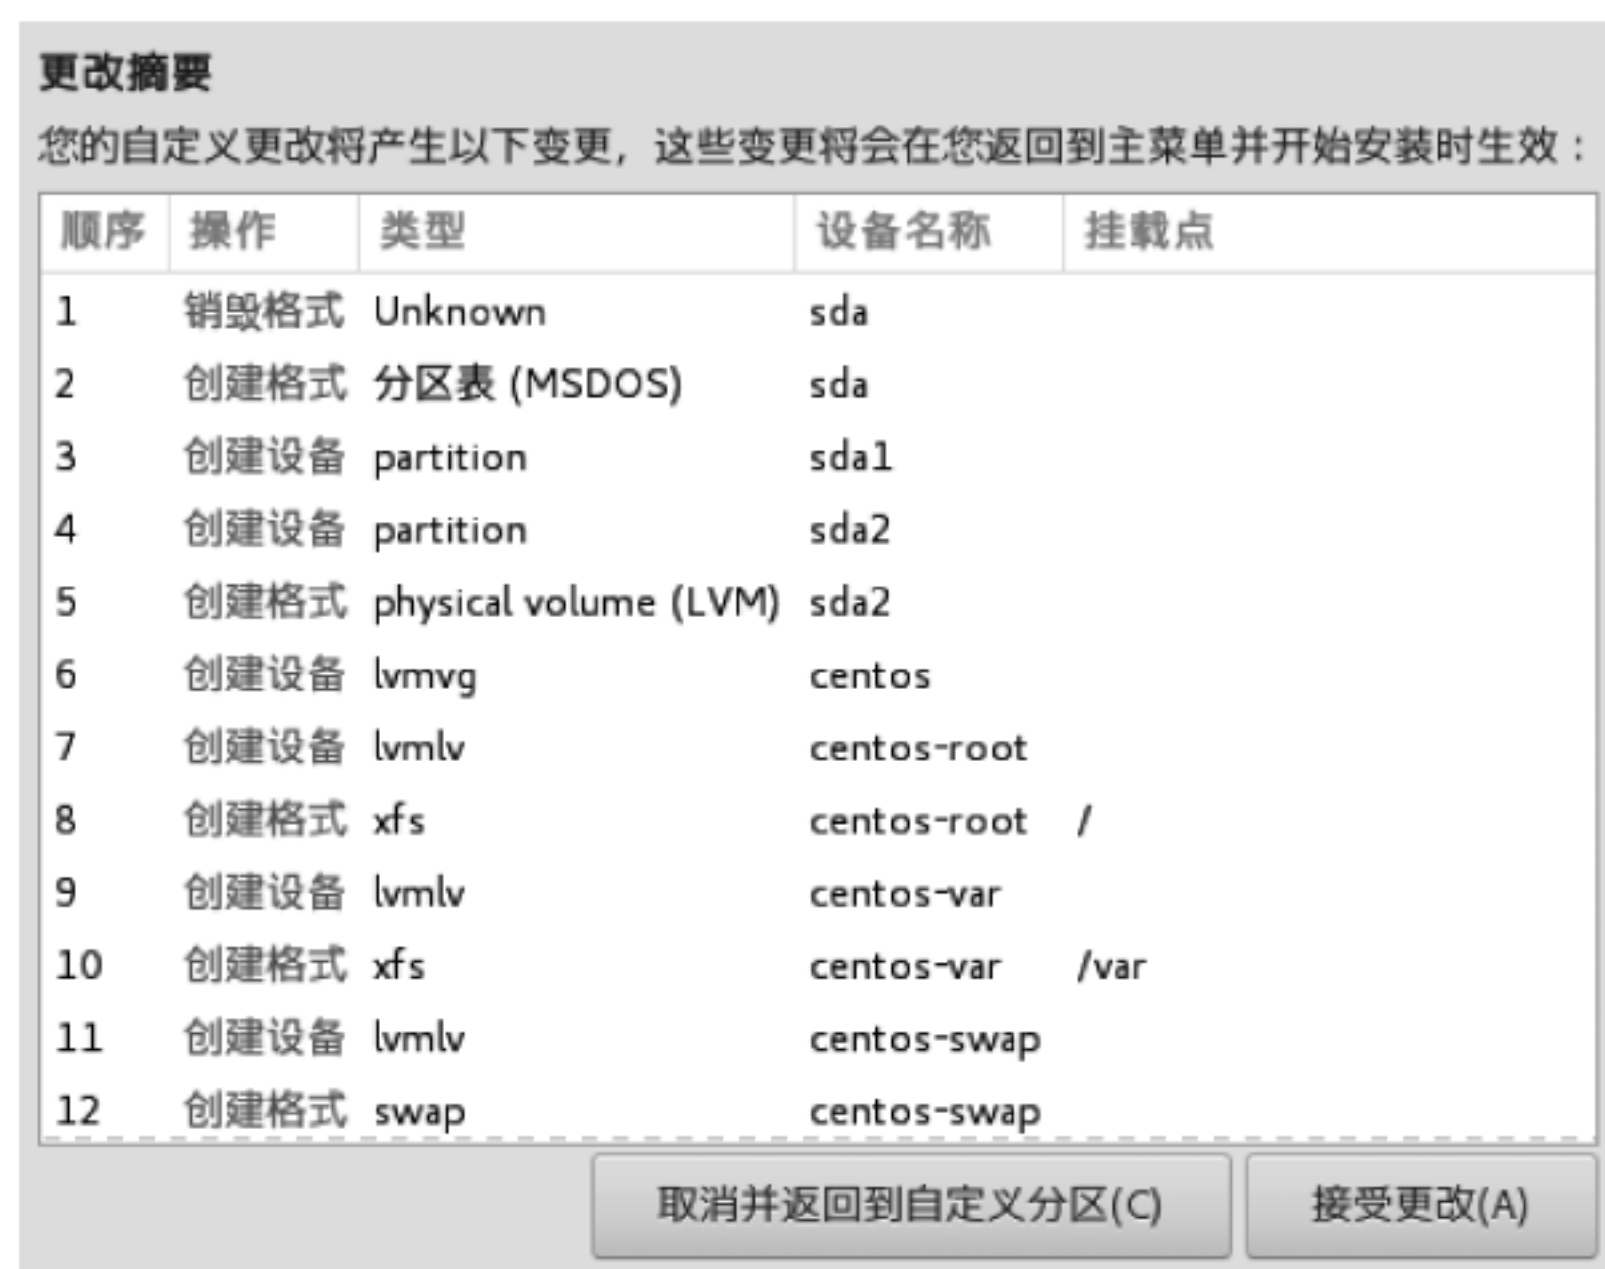 更改摘要
您的自定义更改将产生以下变更，这些变更将会在您返回到主菜单并开始安装时生效：
顺序 操作 类型 设备名称 挂载点
1 销毁格式 Unknown sda
2 创建格式 分区表 (MSDOS) sda
3 创建设备 partition sda1
4 创建设备 partition sda2
5 创建格式 physical volume (LVM) sda2
6 创建设备 lvmvg centos
7 创建设备 lvmlv centos-root
8 创建格式 xfs centos-root /
9 创建设备 lvmlv centos-var
10 创建格式 xfs centos-var /var
11 创建设备 lvmlv centos-swap
12 创建格式 swap centos-swap
取消并返回到自定义分区(C) 接受更改(A)